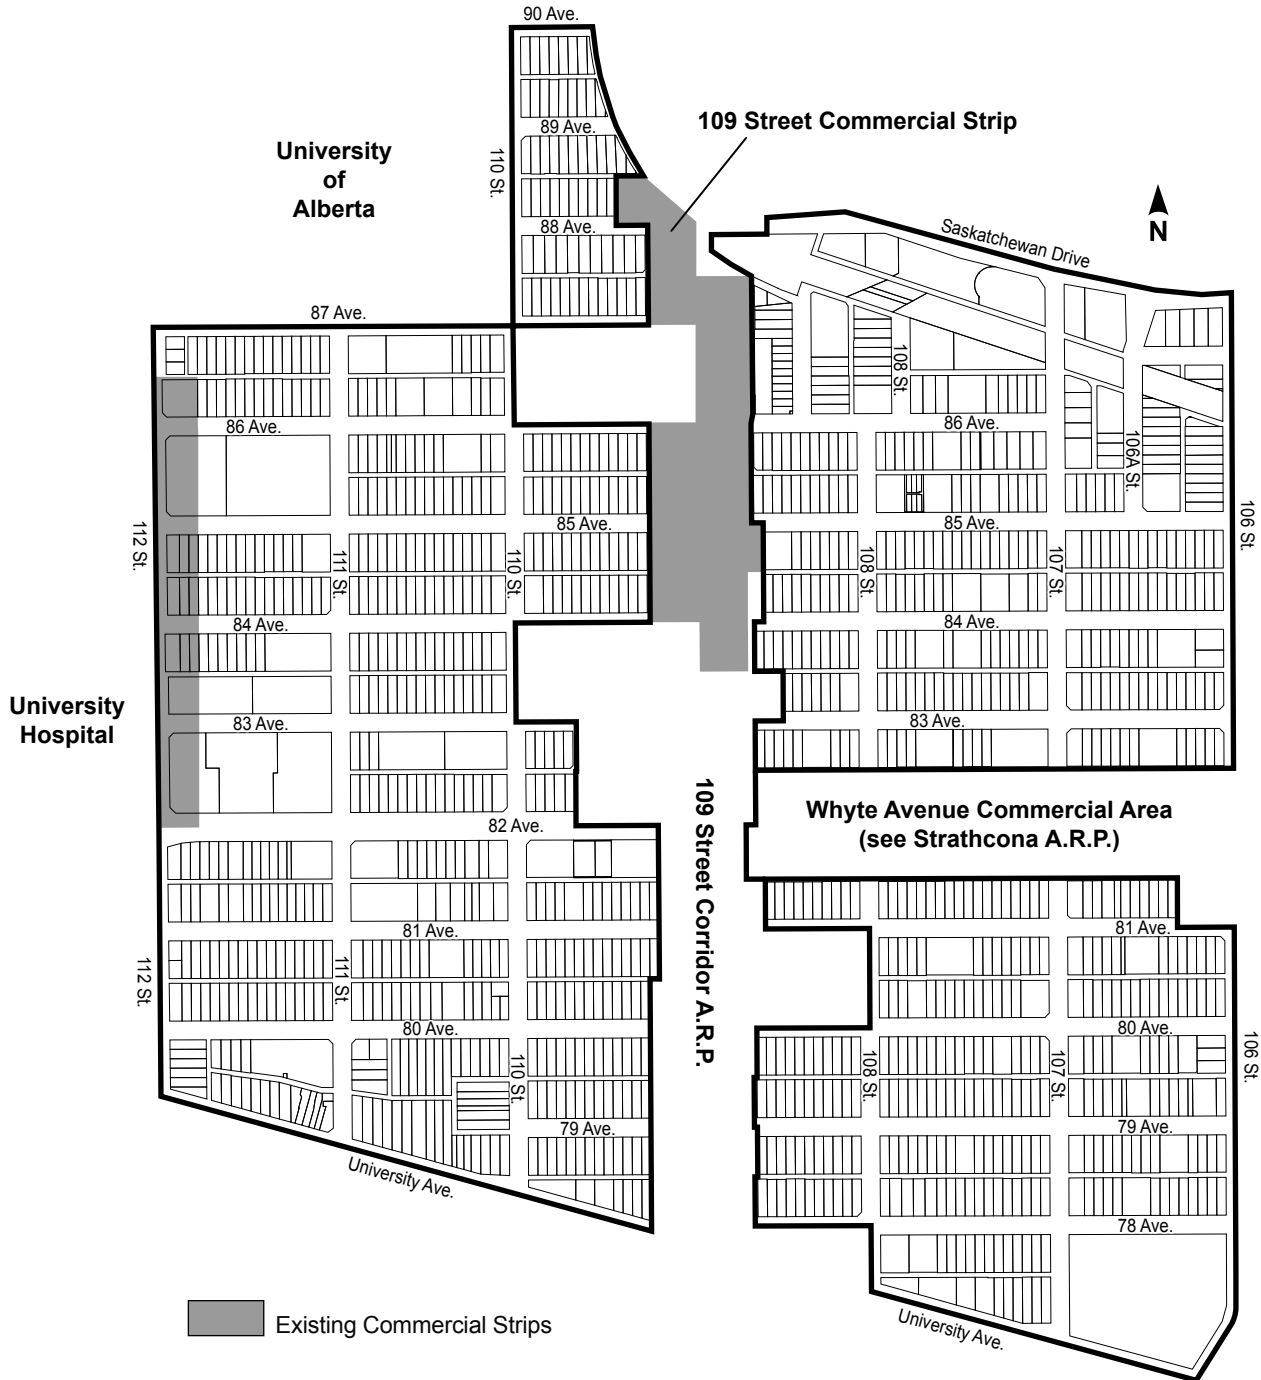 90 Ave.
109 Street Commercial Strip
89 Ave.
University
of
Alberta
110 St.
88 Ave.
N
Saskatchewan Drive
87 Ave.
108 St.
86 Ave.
86 Ave.
106A St.
112 St.
85 Ave.
85 Ave.
106 St.
111 St.
110 St.
108 St.
107 St.
84 Ave.
84 Ave.
University
Hospital
83 Ave.
83 Ave.
109 Street Corridor A.R.P.
82 Ave.
Whyte Avenue Commercial Area
(see Strathcona A.R.P.)
81 Ave.
81 Ave.
112 St.
111 St.
80 Ave.
80 Ave.
110 St.
108 St.
107 St.
106 St.
79 Ave.
79 Ave.
University Ave.
78 Ave.
Existing Commercial Strips
University Ave.